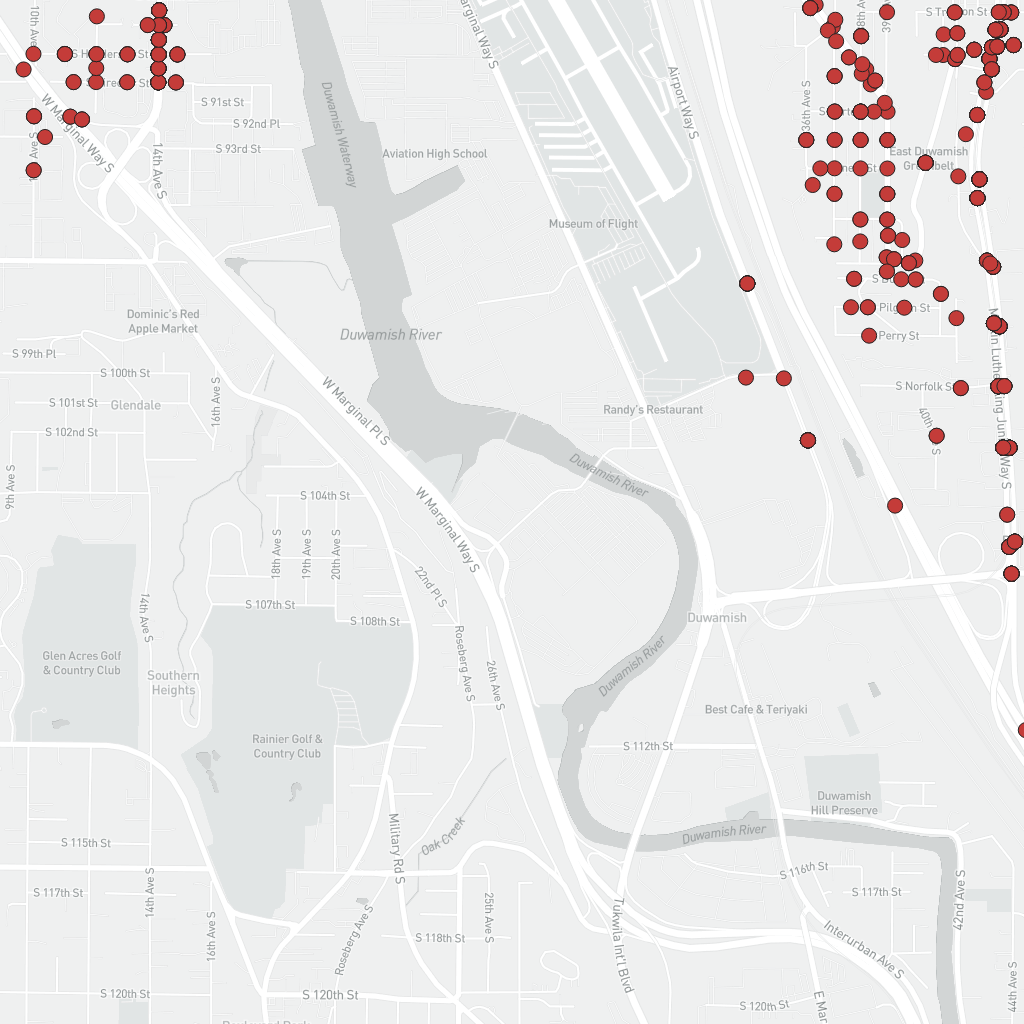 10th Ave S
S Henderson St
W Marginal Way S
14th Ave S
S 91st St
S 92nd Pl
S 93rd St
Duwamish Waterway
Aviation High School
Marginal Way S
Airport Way S
36th Ave S
38th Ave S
39th
East Duwamish
Greenbelt
Museum of Flight
Duwamish River
Dominic's Red
Apple Market
S 99th Pl
S 100th St
S 101st St
S 102nd St
Glendale
16th Ave S
9th Ave S
W Marginal Pl S
Randy's Restaurant
S Norfolk St
Perry St
40th
S
Duwamish River
W Marginal Way S
S 104th St
18th Ave S
19th Ave S
20th Ave S
22nd Pl S
S 107th St
S 108th St
14th Ave S
Roseberg Ave S
26th Ave S
Duwamish
Duwamish River
Glen Acres Golf
& Country Club
Southern
Heights
Rainier Golf &
Country Club
Best Cafe & Teriyaki
S 112th St
Duwamish
Hill Preserve
Duwamish River
Oak Creek
Military Rd S
S 115th St
S 116th St
S 117th St
S 117th St
14th Ave S
16th Ave S
25th Ave S
42nd Ave S
44th Ave S
Roseberg Ave S
S 118th St
Tukwila Int'l Blvd
Interurban Ave S
S 120th St
S 120th St
S 120th St
E Mar